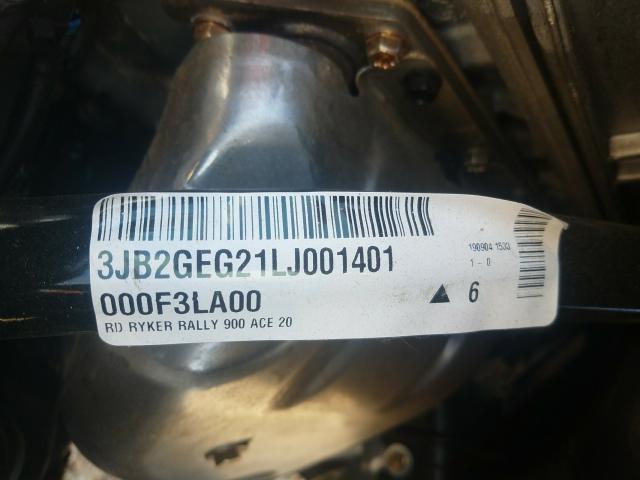 3JB2GEG21LJ001401
190904 1533
1-0
000F3LA00
▲ 6
RD RYKER RALLY 900 ACE 20